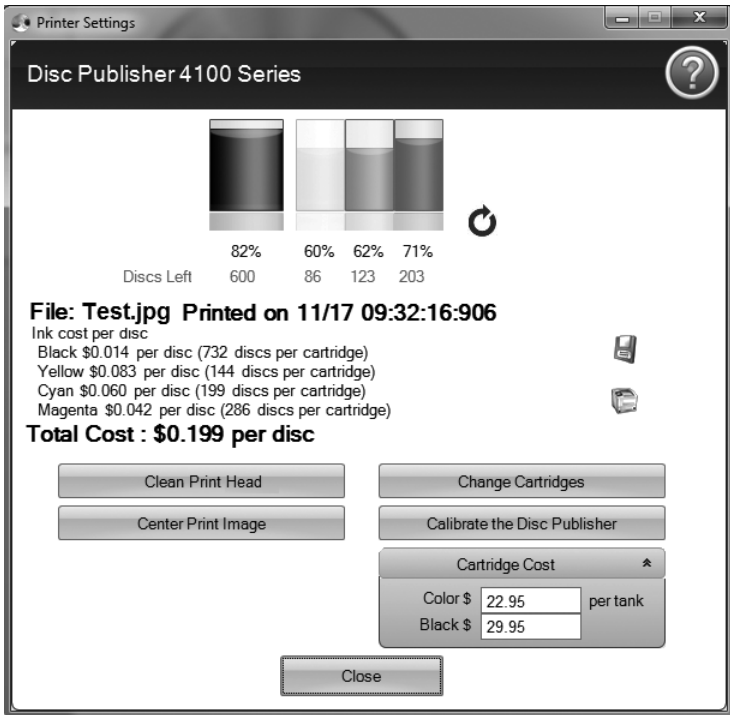 Printer Settings
Disc Publisher 4100 Series
?
82% 60% 62% 71%
Discs Left 600 86 123 203
File: Test.jpg Printed on 11/17 09:32:16:906
Ink cost per disc
Black $0.014 per disc (732 discs per cartridge)
Yellow $0.083 per disc (144 discs per cartridge)
Cyan $0.060 per disc (199 discs per cartridge)
Magenta $0.042 per disc (286 discs per cartridge)
Total Cost : $0.199 per disc
Clean Print Head Change Cartridges
Center Print Image Calibrate the Disc Publisher
Cartridge Cost
Color $ 22.95 per tank
Black $ 29.95
Close